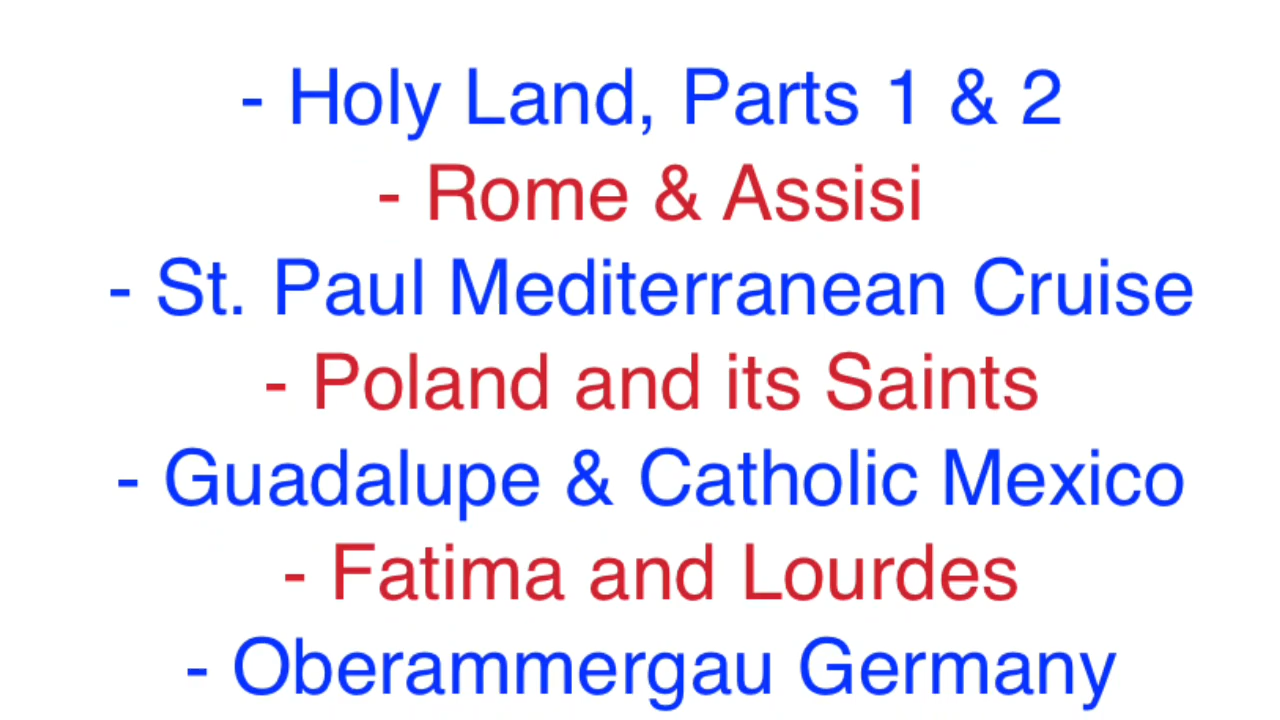 - Holy Land, Parts 1 & 2
- Rome & Assisi
- St. Paul Mediterranean Cruise
- Poland and its Saints
- Guadalupe & Catholic Mexico
- Fatima and Lourdes
- Oberammergau Germany